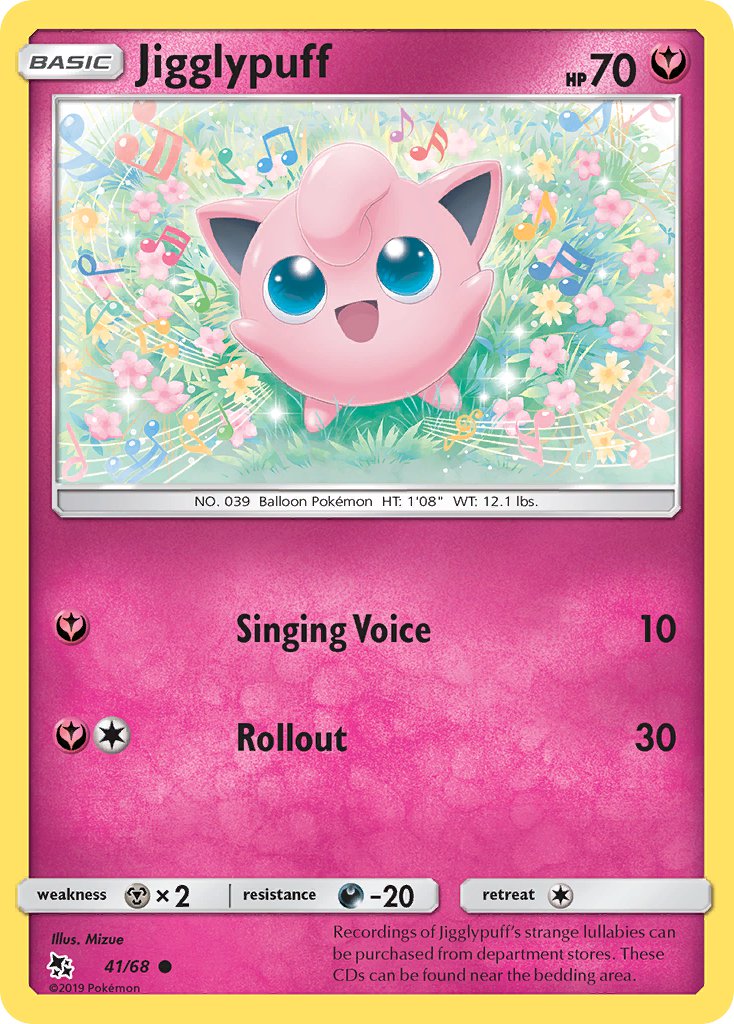 BASIC Jigglypuff HP70
NO. 039 Balloon Pokémon HT: 1'08" WT: 12.1 lbs.
Singing Voice 10
Rollout 30
weakness ×2 resistance -20 retreat
Illus. Mizue
41/68
©2019 Pokémon
Recordings of Jigglypuff's strange lullabies can
be purchased from department stores. These
CDs can be found near the bedding area.